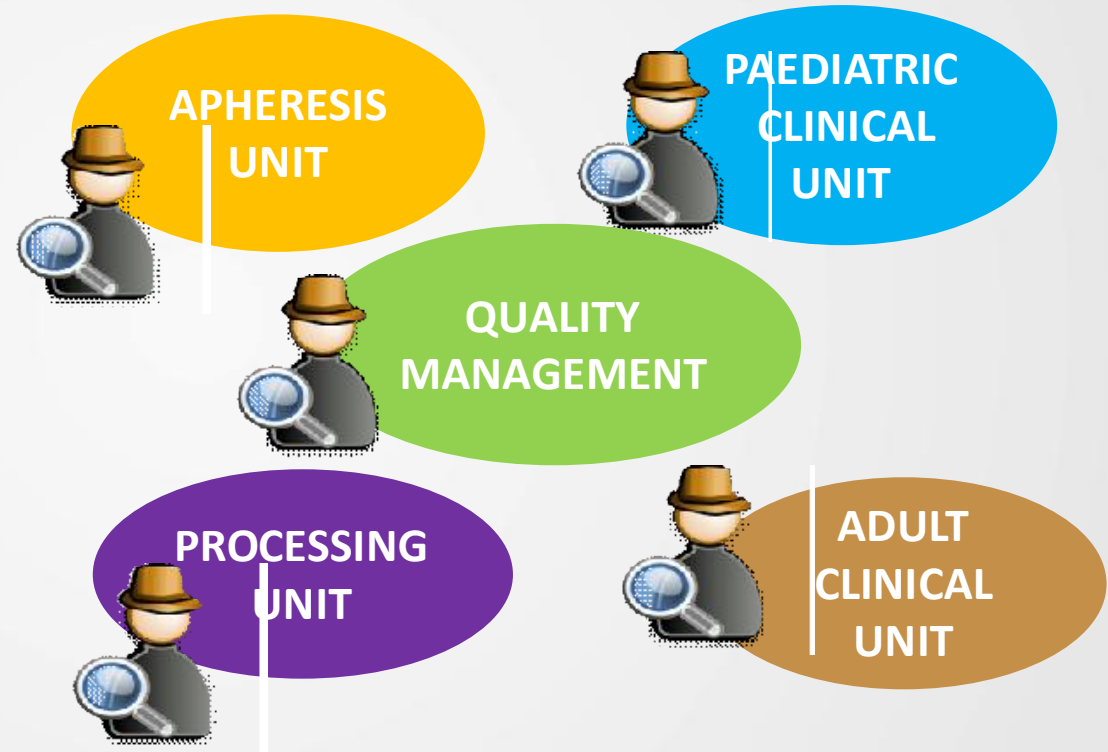 APHERESIS
UNIT
PAEDIATRIC
CLINICAL
UNIT
QUALITY
MANAGEMENT
PROCESSING
UNIT
ADULT
CLINICAL
UNIT